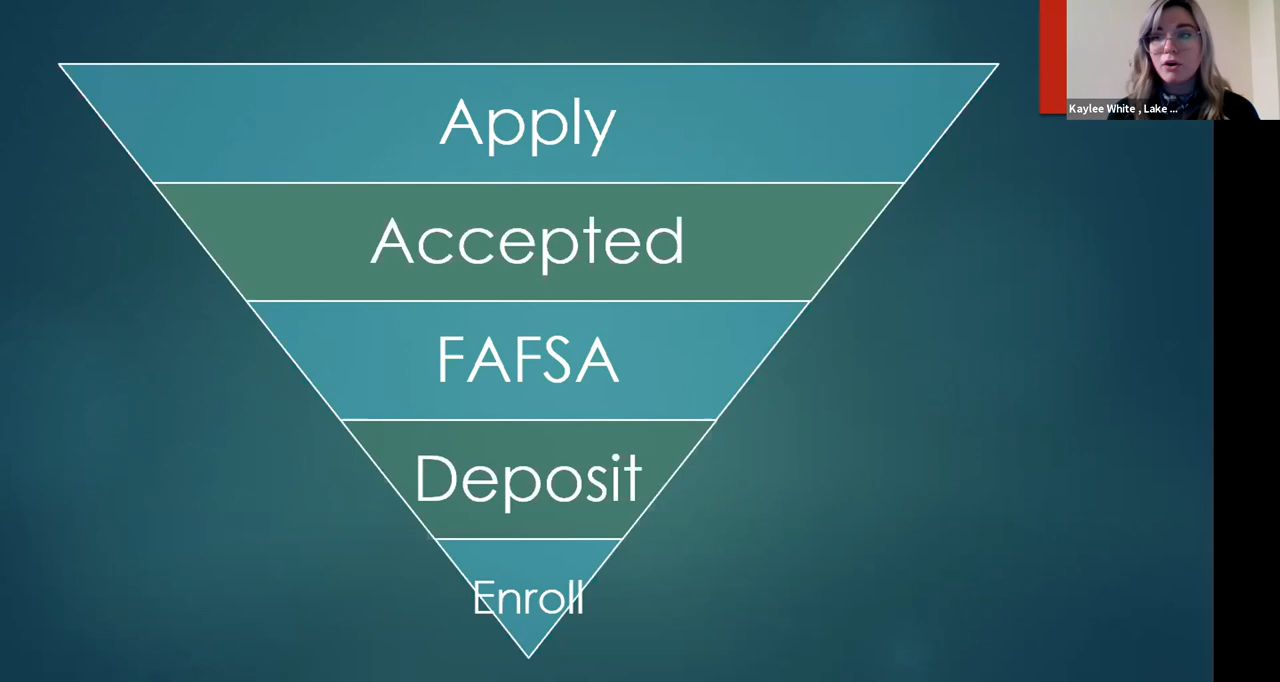 Apply
Accepted
FAFSA
Deposit
Enroll
Kaylee White , Lake ...